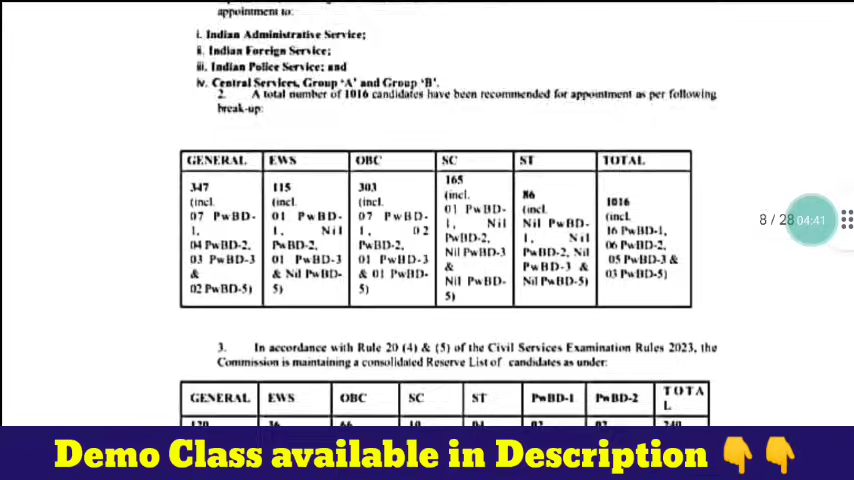 appointment to:
i. Indian Administrative Service;
ii. Indian Foreign Service;
iii. Indian Police Service; and
iv. Central Services, Group 'A' and Group 'B'.
2. A total number of 1016 candidates have been recommended for appointment as per following
break-up:
GENERAL EWS OBC SC ST TOTAL
347
(incl.
07 PwBD-
1,
04 PwBD-2,
03 PwBD-3
&
02 PwBD-5)
115
(incl.
01 PwBD-
1, Nil
PwBD-2,
01 PwBD-3
& Nil PwBD-
5)
303
(incl.
07 PwBD-
1, 02
PwBD-2,
01 PwBD-3
& 01 PwBD-
5)
165
(incl.
01 PwBD-
1, Nil
PwBD-2,
Nil PwBD-3
&
Nil PwBD-
5)
86
(incl.
Nil PwBD-
1, Nil
PwBD-2, Nil
PwBD-3 &
Nil PwBD-5)
1016
(incl.
16 PwBD-1,
06 PwBD-2,
05 PwBD-3 &
03 PwBD-5)
8 / 28
04:41
3. In accordance with Rule 20 (4) & (5) of the Civil Services Examination Rules 2023, the
Commission is maintaining a consolidated Reserve List of candidates as under:
GENERAL EWS OBC SC ST PwBD-1 PwBD-2 TOTA
L
Demo Class available in Description 👇👇